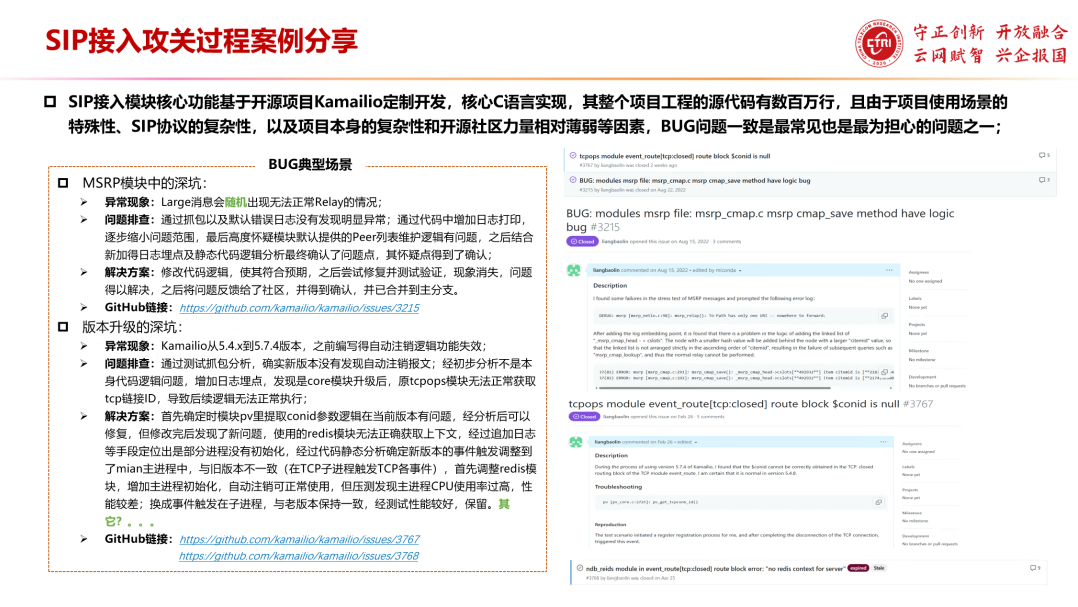 SIP接入攻关过程案例分享
CTRI
守正创新 开放融合
云网赋智 兴企报国
SIP接入模块核心功能基于开源项目Kamailio定制开发，核心C语言实现，其整个项目工程的源代码有数百万行，且由于项目使用场景的
特殊性、SIP协议的复杂性，以及项目本身的复杂性和开源社区力量相对薄弱等因素，BUG问题一致是最常见也是最为担心的问题之一；
BUG典型场景
MSRP模块中的深坑：
异常现象：Large消息会随机出现无法正常Relay的情况；
问题排查：通过抓包以及默认错误日志没有发现明显异常；通过代码中增加日志打印，
逐步缩小问题范围，最后高度怀疑模块默认提供的Peer列表维护逻辑有问题，之后结合
新加得日志埋点及静态代码逻辑分析最终确认了问题点，其怀疑点得到了确认；
解决方案：修改代码逻辑，使其符合预期，之后尝试修复并测试验证，现象消失，问题
得以解决，之后将问题反馈给了社区，并得到确认，并已合并到主分支。
GitHub链接：https://github.com/kamailio/kamailio/issues/3215
版本升级的深坑：
异常现象：Kamailio从5.4.x到5.7.4版本，之前编写得自动注销逻辑功能失效；
问题排查：通过测试抓包分析，确实新版本没有发现自动注销报文；经初步分析不是本
身代码逻辑问题，增加日志埋点，发现是core模块升级后，原tcpops模块无法正常获取
tcp链接ID，导致后续逻辑无法正常执行；
解决方案：首先确定时模块pv里提取conid参数逻辑在当前版本有问题，经分析后可以
修复，但修改完后发现了新问题，使用的redis模块无法正确获取上下文，经过追加日志
等手段定位出是部分进程没有初始化，经过代码静态分析确定新版本的事件触发调整到
了mian主进程中，与旧版本不一致（在TCP子进程触发TCP各事件），首先调整redis模
块，增加主进程初始化，自动注销可正常使用，但压测发现主进程CPU使用率过高，性
能较差；换成事件触发在子进程，与老版本保持一致，经测试性能较好，保留。其
它？。。。
GitHub链接：https://github.com/kamailio/kamailio/issues/3767
https://github.com/kamailio/kamailio/issues/3768
tcpops module event_route[tcp:closed] route block $conid is null
5
#3767 by liangbaolin was closed 2 weeks ago
BUG: modules msrp file: msrp_cmap.c msrp cmap_save method have logic bug
3
#3215 by liangbaolin was closed on Aug 22, 2022
BUG: modules msrp file: msrp_cmap.c msrp cmap_save method have logic
bug #3215
Closed liangbaolin opened this issue on Aug 15, 2022 · 3 comments
liangbaolin commented on Aug 15, 2022 • edited by miconda
Description
I found some failures in the stress test of MSRP messages and prompted the following error log:
After adding the log embedding point, it is found that there is a problem in the logic of adding the linked list of
"_msrp_cmap_head - > cslots". The node with a smaller hash value will be added behind the node with a larger "citemid" value, so
that the linked list is not arranged strictly in the ascending order of "citemid", resulting in the failure of subsequent queries such as
"msrp_cmap_lookup", and thus the normal relay cannot be performed.
Assignees
No one assigned
Labels
None yet
Projects
None yet
Milestone
No milestone
Development
No branches or pull requests
tcpops module event_route[tcp:closed] route block $conid is null #3767
Closed liangbaolin opened this issue on Feb 26 · 5 comments
liangbaolin commented on Feb 26 • edited
Description
During the process of using version 5.7.4 of Kamailio, I found that the $conid cannot be correctly obtained in the TCP: closed
routing block of the TCP module event_route. I am certain that it is normal in version 5.4.8.
Troubleshooting
Reproduction
The test scenario initiated a register registration process for me, and after completing the disconnection of the TCP connection,
triggered this event.
Assignees
No one assigned
Labels
None yet
Projects
None yet
Milestone
No milestone
Development
No branches or pull requests
ndb_reids module in event_route[tcp:closed] route block error: "no redis context for server" expired Stale
9
#3768 by liangbaolin was closed on Apr 25